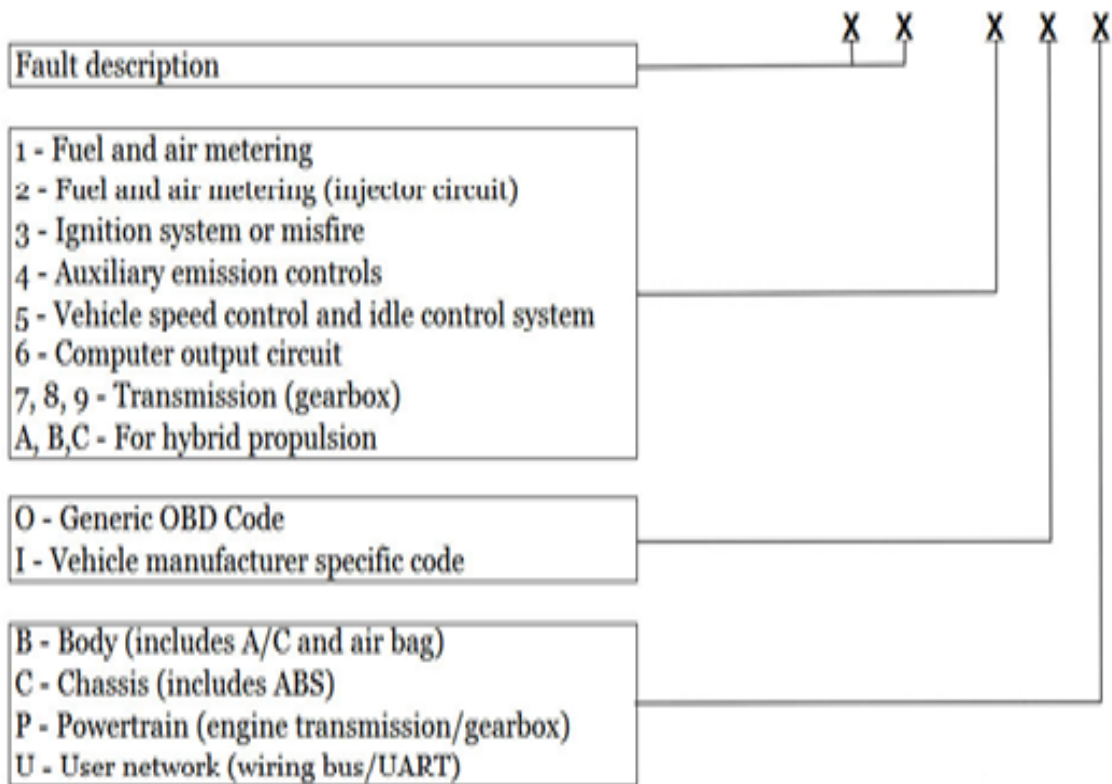 X X X X X
Fault description
1 - Fuel and air metering
2 - Fuel and air metering (injector circuit)
3 - Ignition system or misfire
4 - Auxiliary emission controls
5 - Vehicle speed control and idle control system
6 - Computer output circuit
7, 8, 9 - Transmission (gearbox)
A, B,C - For hybrid propulsion
O - Generic OBD Code
I - Vehicle manufacturer specific code
B - Body (includes A/C and air bag)
C - Chassis (includes ABS)
P - Powertrain (engine transmission/gearbox)
U - User network (wiring bus/UART)